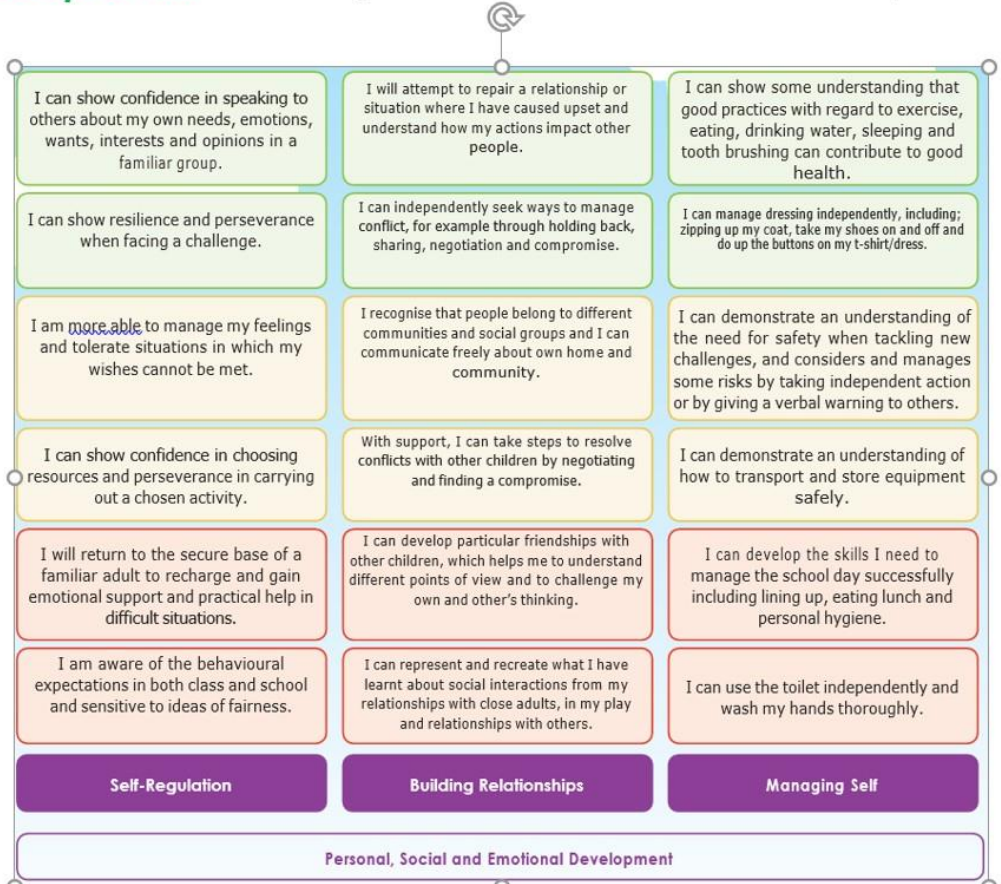 I can show confidence in speaking to
others about my own needs, emotions,
wants, interests and opinions in a
familiar group.
I will attempt to repair a relationship or
situation where I have caused upset and
understand how my actions impact other
people.
I can show some understanding that
good practices with regard to exercise,
eating, drinking water, sleeping and
tooth brushing can contribute to good
health.
I can show resilience and perseverance
when facing a challenge.
I can independently seek ways to manage
conflict, for example through holding back,
sharing, negotiation and compromise.
I can manage dressing independently, including;
zipping up my coat, take my shoes on and off and
do up the buttons on my t-shirt/dress.
I am more able to manage my feelings
and tolerate situations in which my
wishes cannot be met.
I recognise that people belong to different
communities and social groups and I can
communicate freely about own home and
community.
I can demonstrate an understanding of
the need for safety when tackling new
challenges, and considers and manages
some risks by taking independent action
or by giving a verbal warning to others.
I can show confidence in choosing
resources and perseverance in carrying
out a chosen activity.
With support, I can take steps to resolve
conflicts with other children by negotiating
and finding a compromise.
I can demonstrate an understanding of
how to transport and store equipment
safely.
I will return to the secure base of a
familiar adult to recharge and gain
emotional support and practical help in
difficult situations.
I can develop particular friendships with
other children, which helps me to understand
different points of view and to challenge my
own and other's thinking.
I can develop the skills I need to
manage the school day successfully
including lining up, eating lunch and
personal hygiene.
I am aware of the behavioural
expectations in both class and school
and sensitive to ideas of fairness.
I can represent and recreate what I have
learnt about social interactions from my
relationships with close adults, in my play
and relationships with others.
I can use the toilet independently and
wash my hands thoroughly.
Self-Regulation
Building Relationships
Managing Self
Personal, Social and Emotional Development